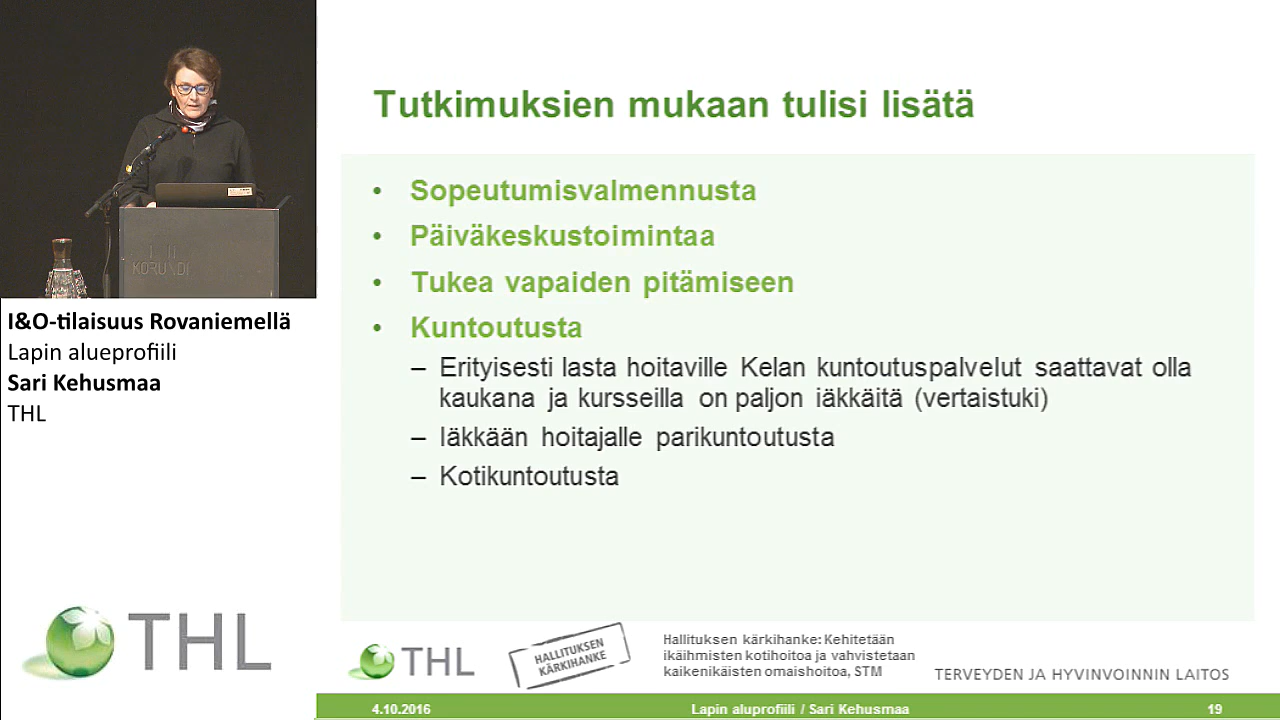 KORUNDI
I&O-tilaisuus Rovaniemellä
Lapin alueprofiili
Sari Kehusmaa
THL
THL
Tutkimuksien mukaan tulisi lisätä
• Sopeutumisvalmennusta
• Päiväkeskustoimintaa
• Tukea vapaiden pitämiseen
• Kuntoutusta
– Erityisesti lasta hoitaville Kelan kuntoutuspalvelut saattavat olla
kaukana ja kursseilla on paljon iäkkäitä (vertaistuki)
– Iäkkään hoitajalle parikuntoutusta
– Kotikuntoutusta
THL
HALLITUKSEN
KÄRKIHANKE
Hallituksen kärkihanke: Kehitetään
ikäihmisten kotihoitoa ja vahvistetaan
kaikenikäisten omaishoitoa, STM
TERVEYDEN JA HYVINVOINNIN LAITOS
4.10.2016
Lapin aluprofiili / Sari Kehusmaa
19